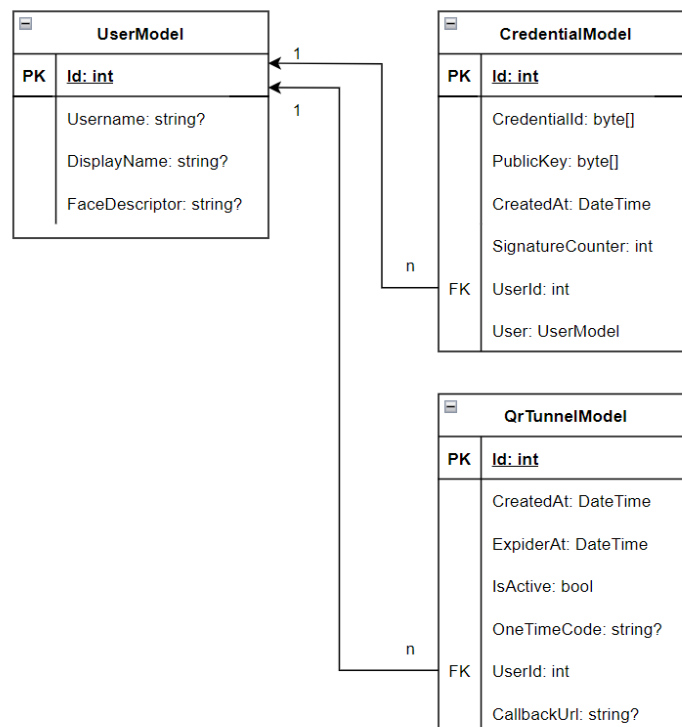 UserModel
PK Id: int
Username: string?
DisplayName: string?
FaceDescriptor: string?
1
1
n
n
CredentialModel
PK Id: int
CredentialId: byte[]
PublicKey: byte[]
CreatedAt: DateTime
SignatureCounter: int
FK UserId: int
User: UserModel
QrTunnelModel
PK Id: int
CreatedAt: DateTime
ExpiderAt: DateTime
IsActive: bool
OneTimeCode: string?
FK UserId: int
CallbackUrl: string?